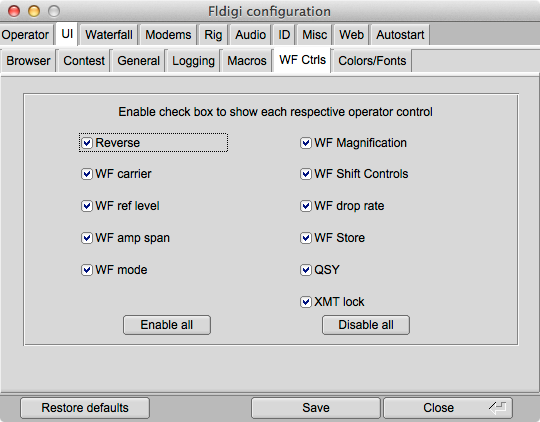 Fldigi configuration
Operator UI Waterfall Modems Rig Audio ID Misc Web Autostart
Browser Contest General Logging Macros WF Ctrls Colors/Fonts
Enable check box to show each respective operator control
Reverse WF Magnification
WF carrier WF Shift Controls
WF ref level WF drop rate
WF amp span WF Store
WF mode QSY
XMT lock
Enable all Disable all
Restore defaults Save Close